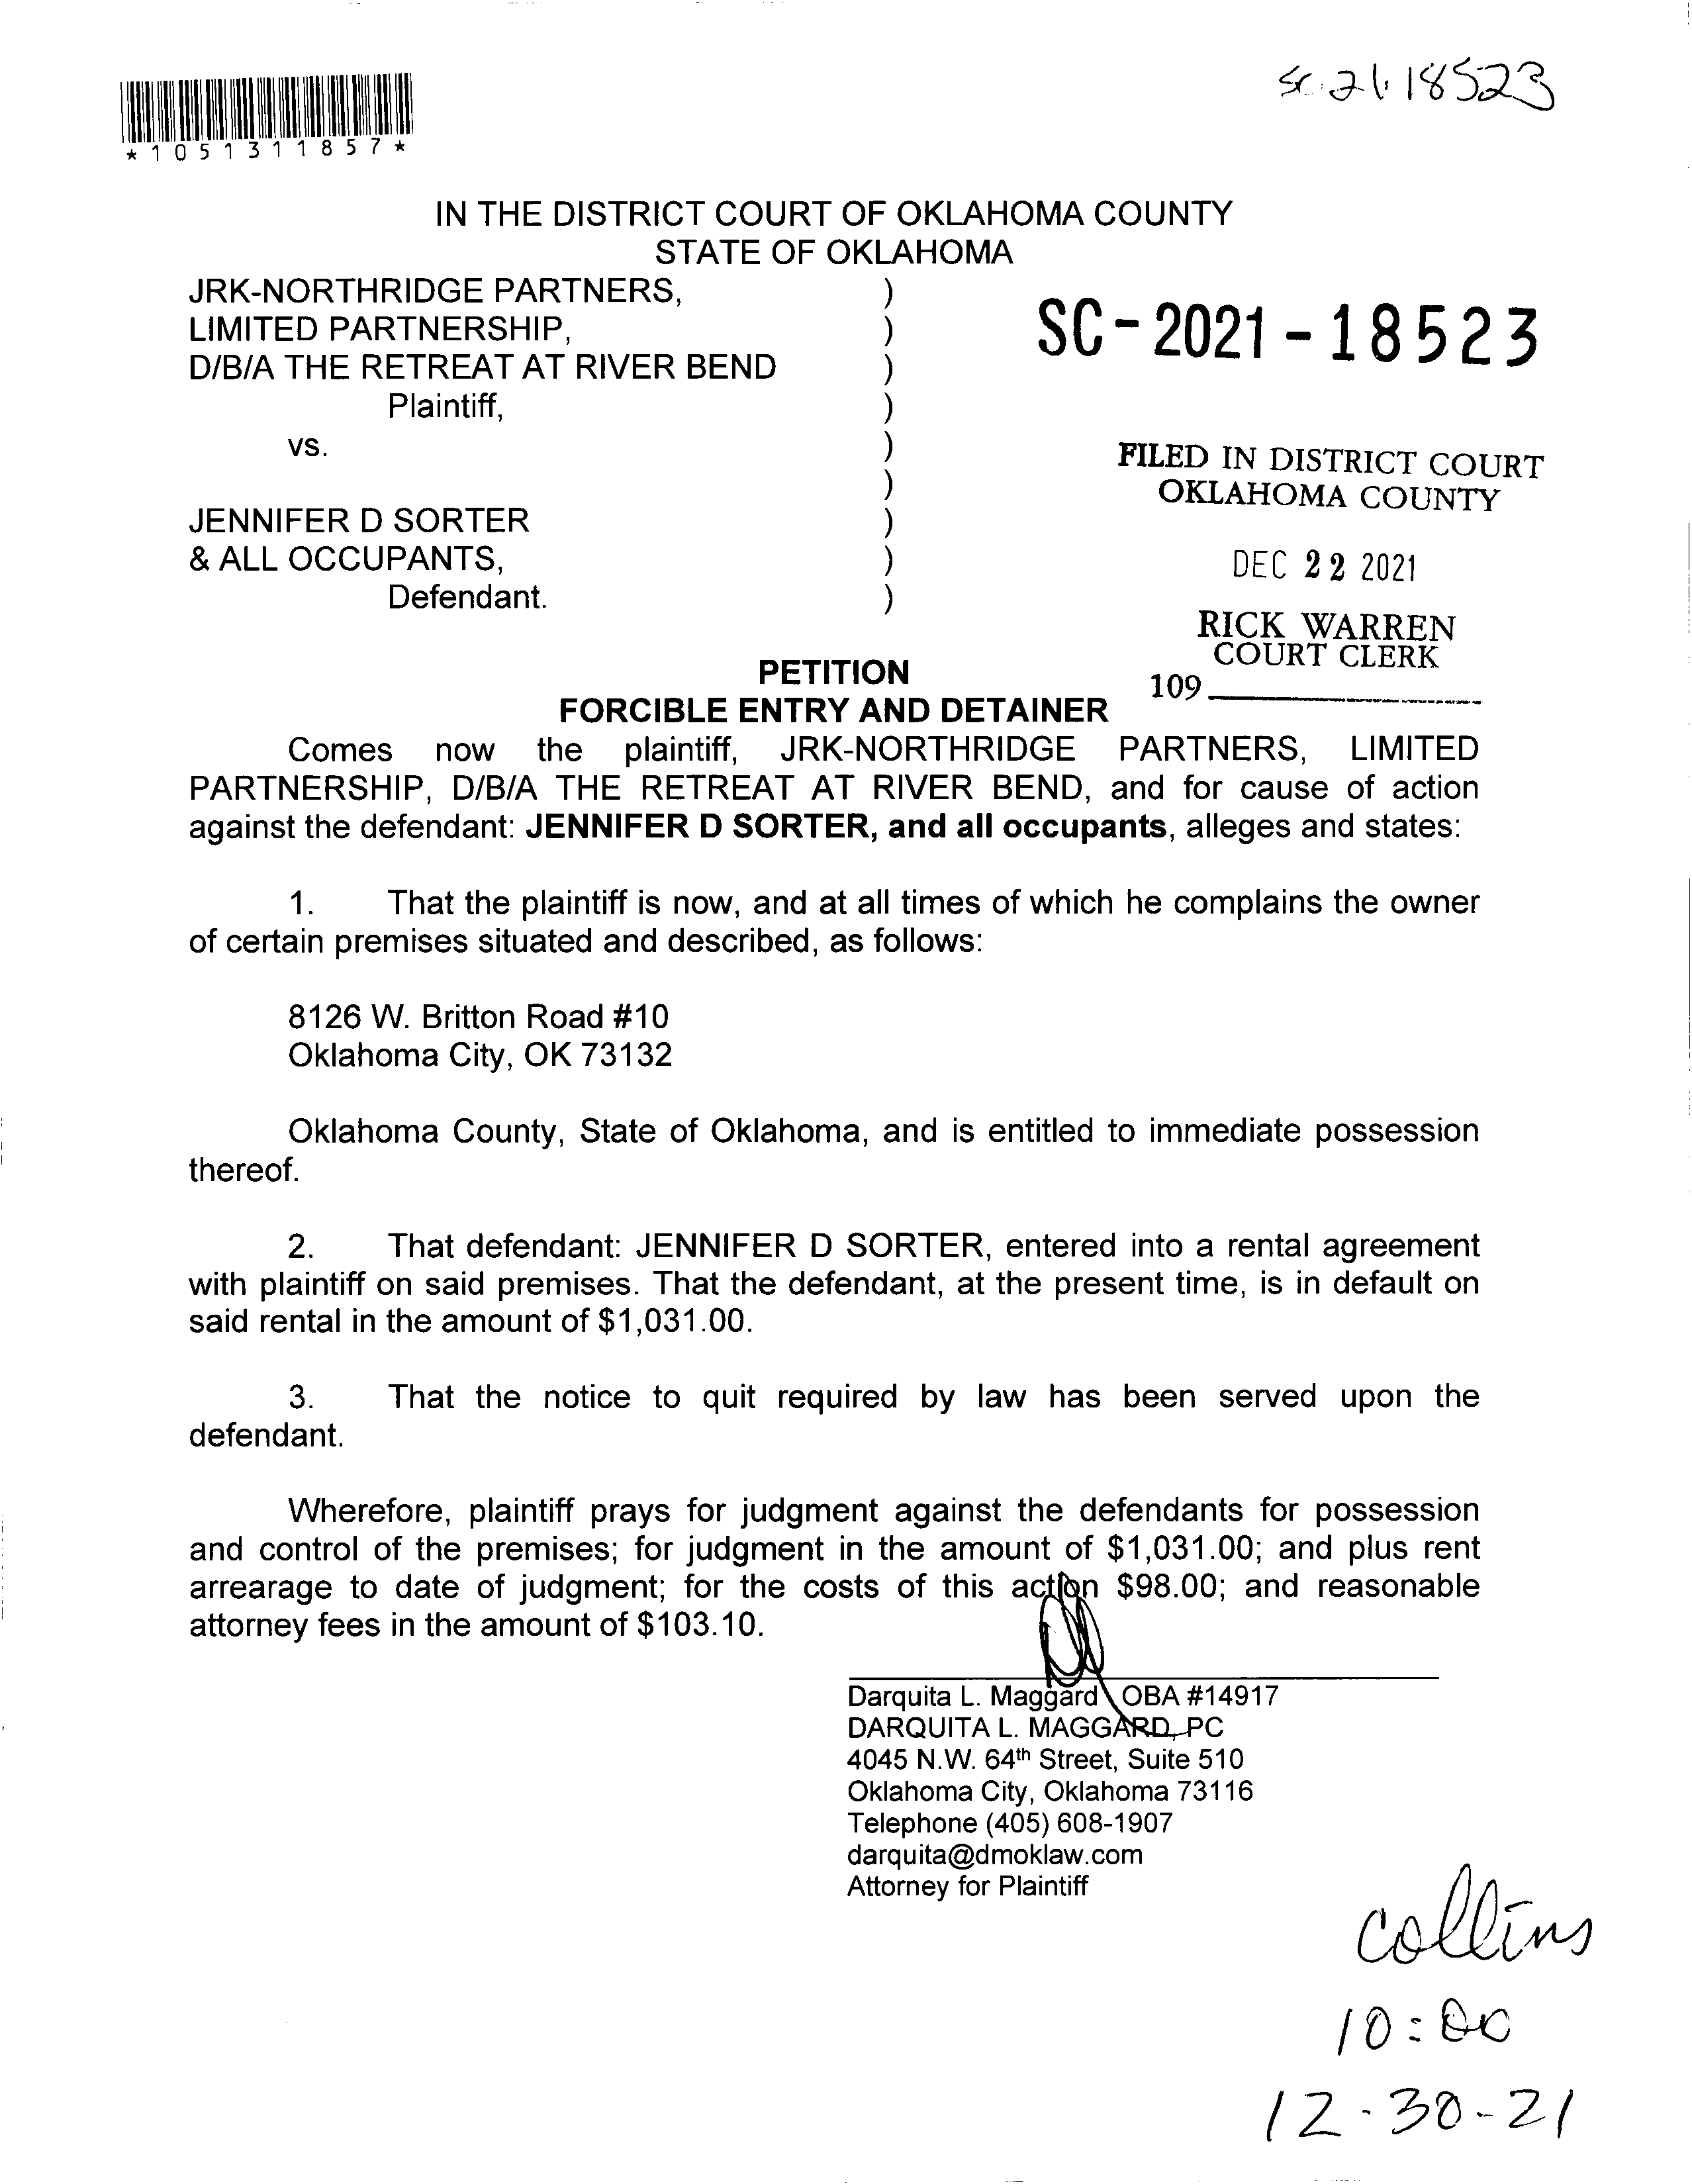 SC-21-18523
*1051311857*
IN THE DISTRICT COURT OF OKLAHOMA COUNTY
STATE OF OKLAHOMA
JRK-NORTHRIDGE PARTNERS, )
LIMITED PARTNERSHIP, )
D/B/A THE RETREAT AT RIVER BEND )
Plaintiff, )
vs. )
)
JENNIFER D SORTER )
& ALL OCCUPANTS, )
Defendant. )
SC-2021-18523
FILED IN DISTRICT COURT
OKLAHOMA COUNTY
DEC 22 2021
RICK WARREN
COURT CLERK
109
PETITION
FORCIBLE ENTRY AND DETAINER
Comes now the plaintiff, JRK-NORTHRIDGE PARTNERS, LIMITED
PARTNERSHIP, D/B/A THE RETREAT AT RIVER BEND, and for cause of action
against the defendant: JENNIFER D SORTER, and all occupants, alleges and states:
1. That the plaintiff is now, and at all times of which he complains the owner
of certain premises situated and described, as follows:
8126 W. Britton Road #10
Oklahoma City, OK 73132
Oklahoma County, State of Oklahoma, and is entitled to immediate possession
thereof.
2. That defendant: JENNIFER D SORTER, entered into a rental agreement
with plaintiff on said premises. That the defendant, at the present time, is in default on
said rental in the amount of $1,031.00.
3. That the notice to quit required by law has been served upon the
defendant.
Wherefore, plaintiff prays for judgment against the defendants for possession
and control of the premises; for judgment in the amount of $1,031.00; and plus rent
arrearage to date of judgment; for the costs of this action $98.00; and reasonable
attorney fees in the amount of $103.10.
Darquita L. Maggard OBA #14917
DARQUITA L. MAGGARD, PC
4045 N.W. 64th Street, Suite 510
Oklahoma City, Oklahoma 73116
Telephone (405) 608-1907
darquita@dmoklaw.com
Attorney for Plaintiff
Collins
10:00
12-30-21